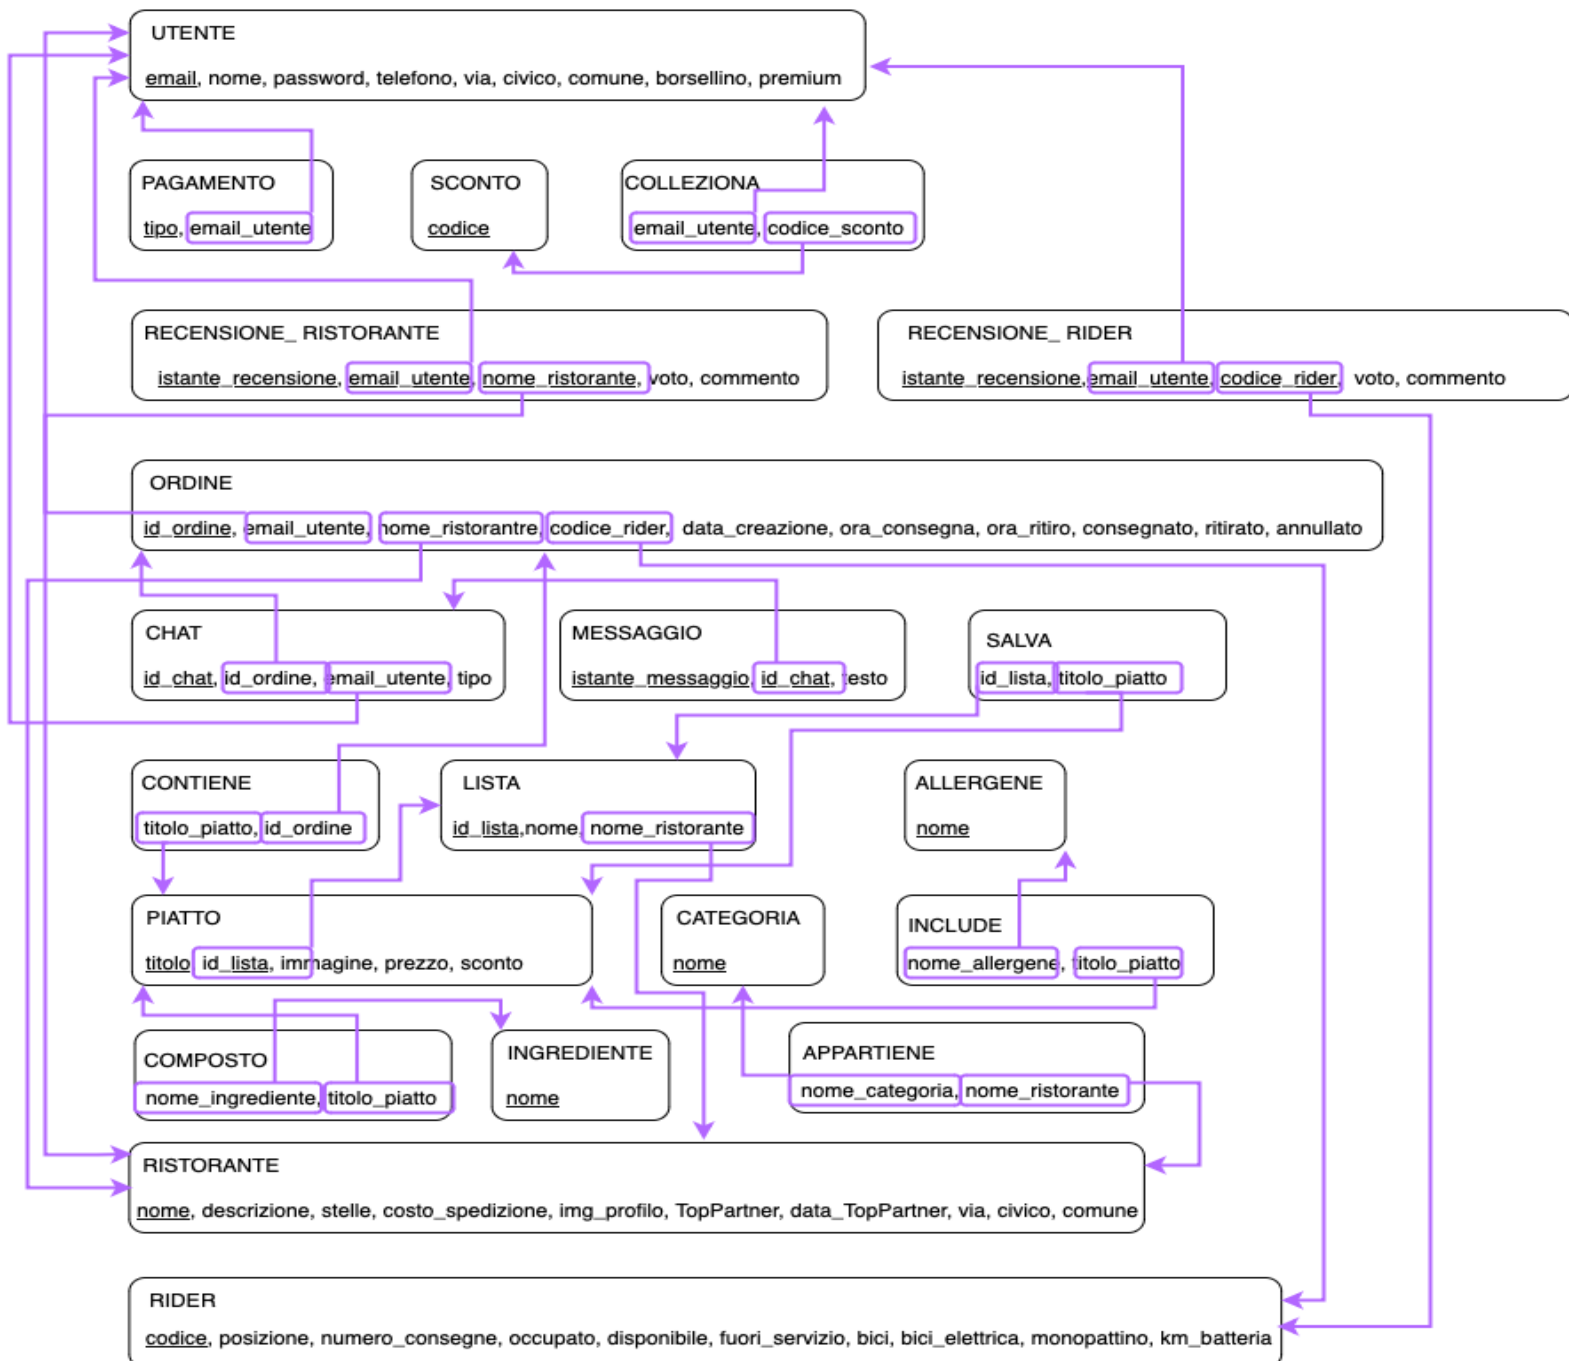 UTENTE
email, nome, password, telefono, via, civico, comune, borsellino, premium
PAGAMENTO
tipo, email_utente
SCONTO
codice
COLLEZIONA
email_utente, codice_sconto
RECENSIONE_ RISTORANTE
istante_recensione, email_utente, nome_ristorante, voto, commento
RECENSIONE_ RIDER
istante_recensione, email_utente, codice_rider, voto, commento
ORDINE
id_ordine, email_utente, nome_ristorantre, codice_rider, data_creazione, ora_consegna, ora_ritiro, consegnato, ritirato, annullato
CHAT
id_chat, id_ordine, email_utente, tipo
MESSAGGIO
istante_messaggio, id_chat, testo
SALVA
id_lista, titolo_piatto
CONTIENE
titolo_piatto, id_ordine
LISTA
id_lista,nome, nome_ristorante
ALLERGENE
nome
PIATTO
titolo id_lista, immagine, prezzo, sconto
CATEGORIA
nome
INCLUDE
nome_allergene, titolo_piatto
COMPOSTO
nome_ingrediente, titolo_piatto
INGREDIENTE
nome
APPARTIENE
nome_categoria, nome_ristorante
RISTORANTE
nome, descrizione, stelle, costo_spedizione, img_profilo, TopPartner, data_TopPartner, via, civico, comune
RIDER
codice, posizione, numero_consegne, occupato, disponibile, fuori_servizio, bici, bici_elettrica, monopattino, km_batteria